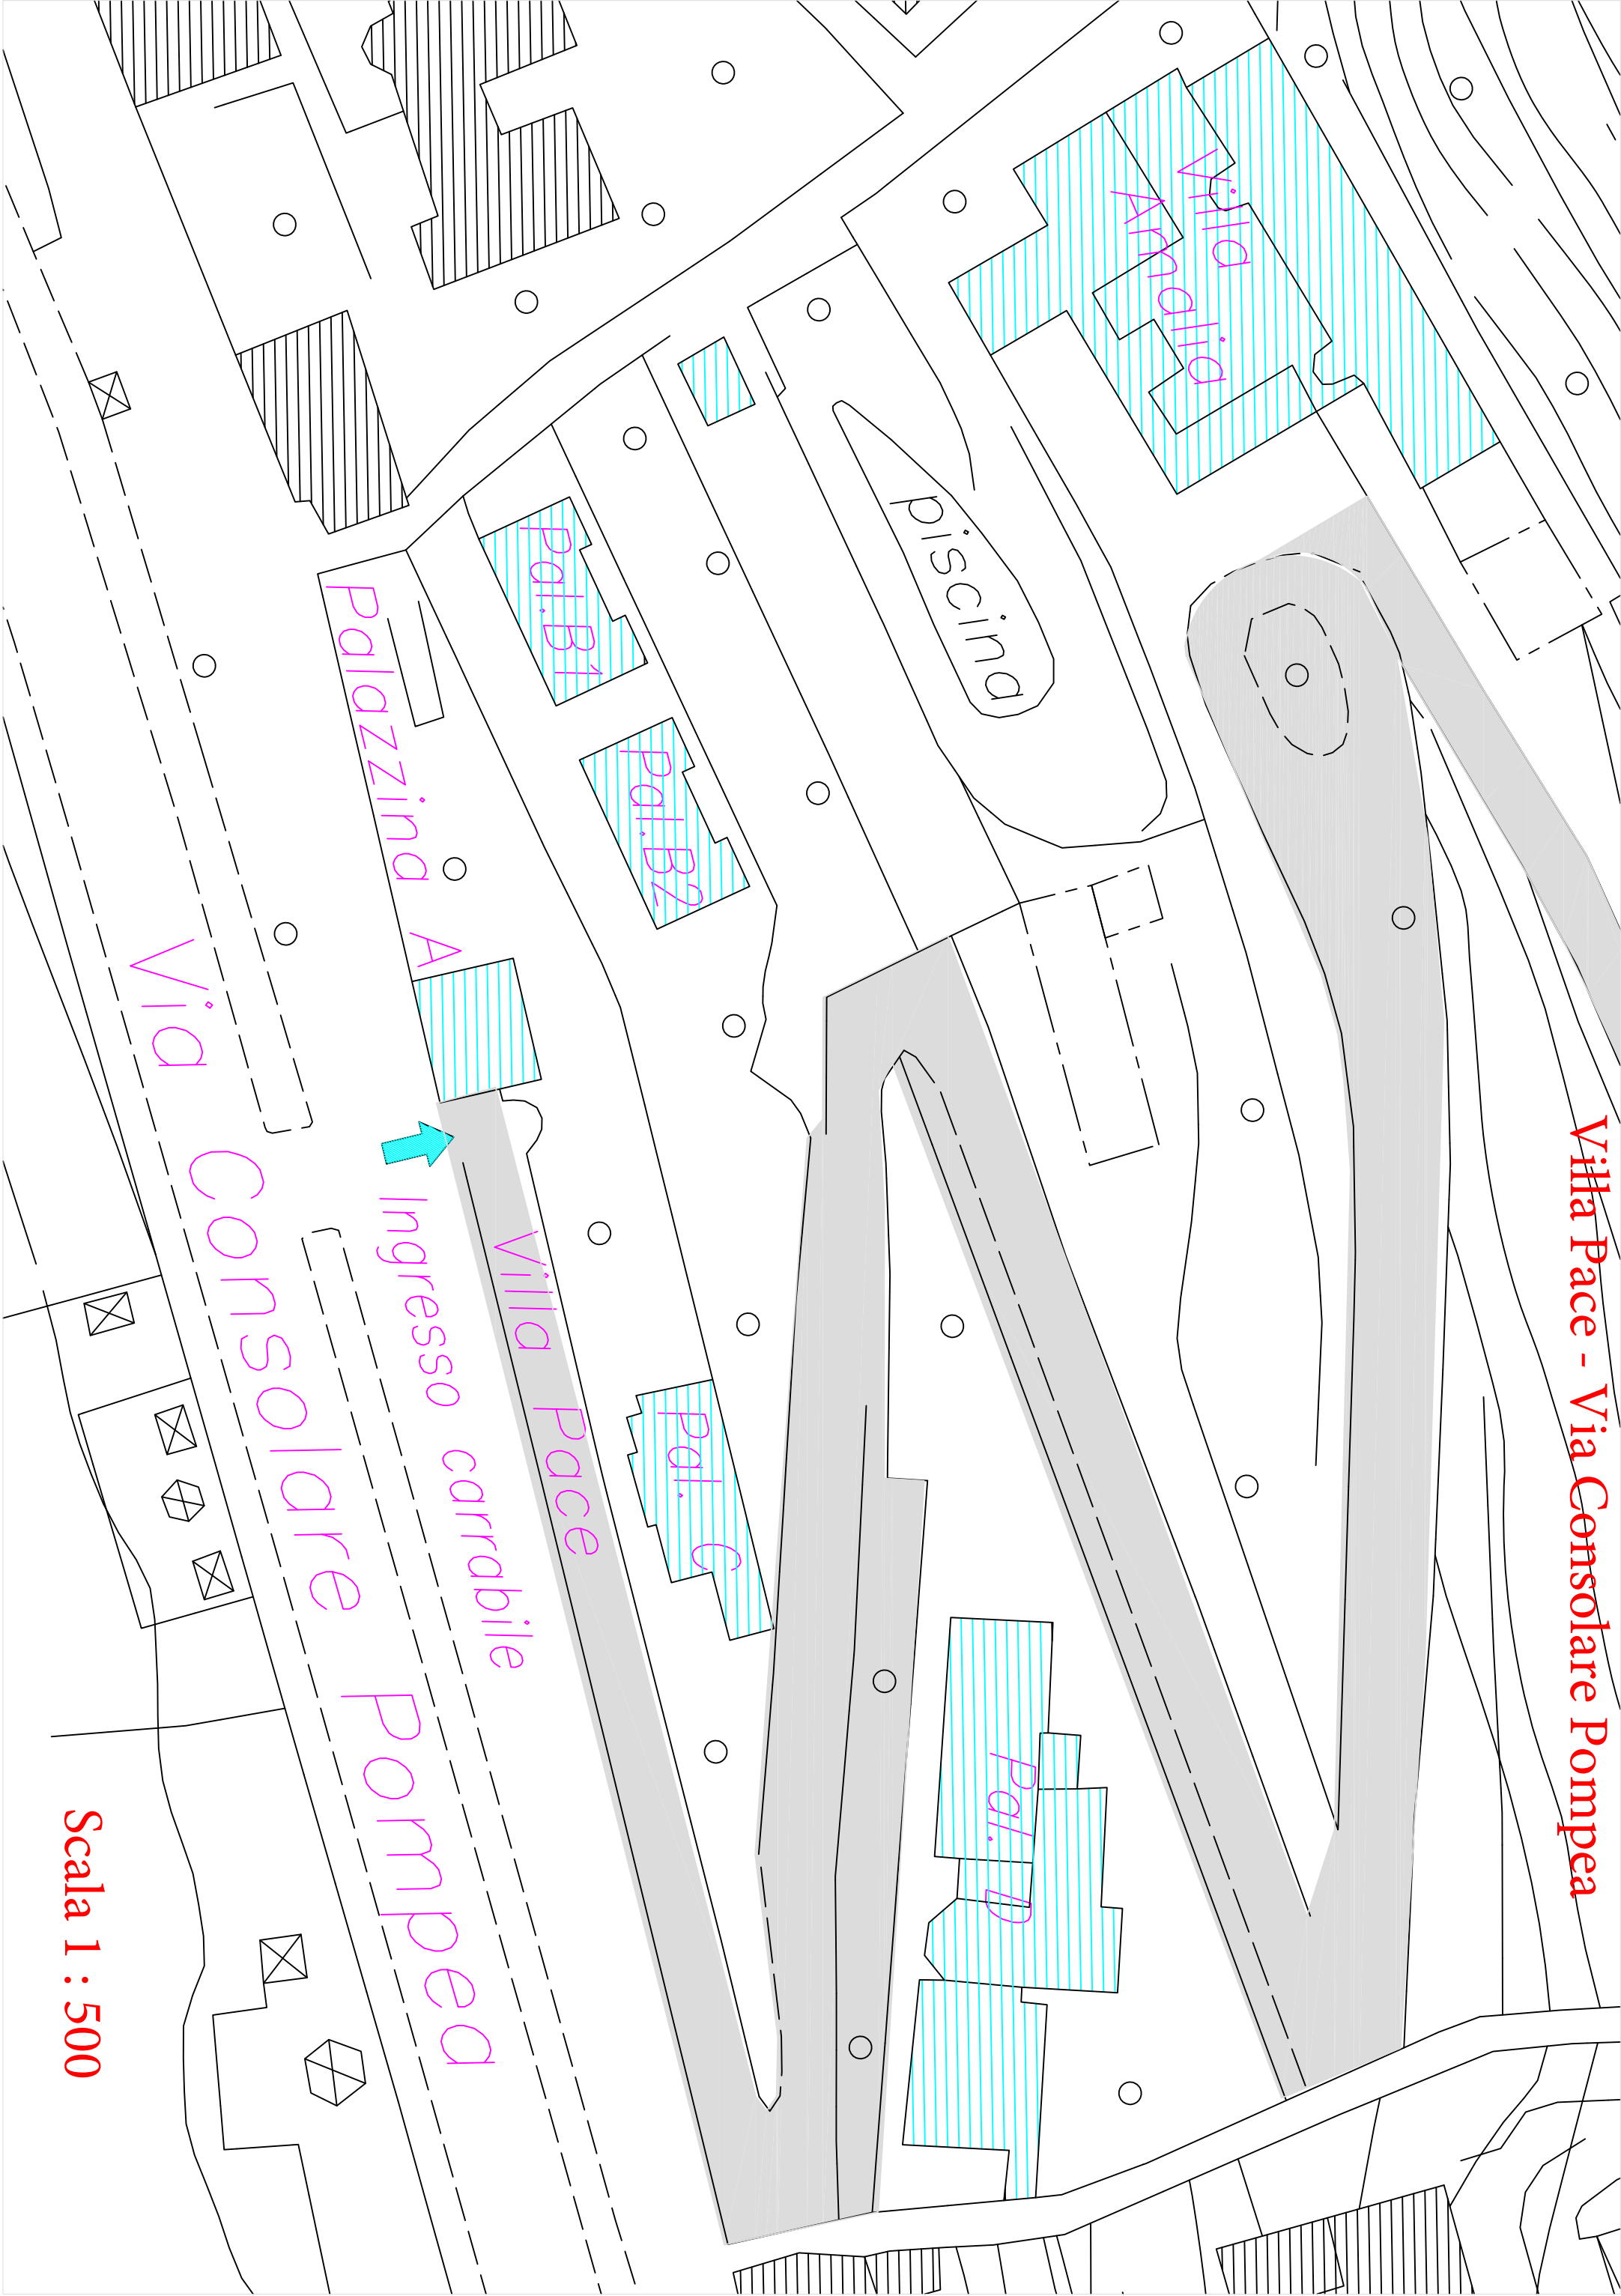 Villa Pace - Via Consolare Pompea
Villa
Amalia
piscina
Pal.B1
Pal.B2
Palazzina A
Villa Pace
Ingresso carrabile
Pal. C
Pal. D
Via Consolare Pompea
Scala 1 : 500